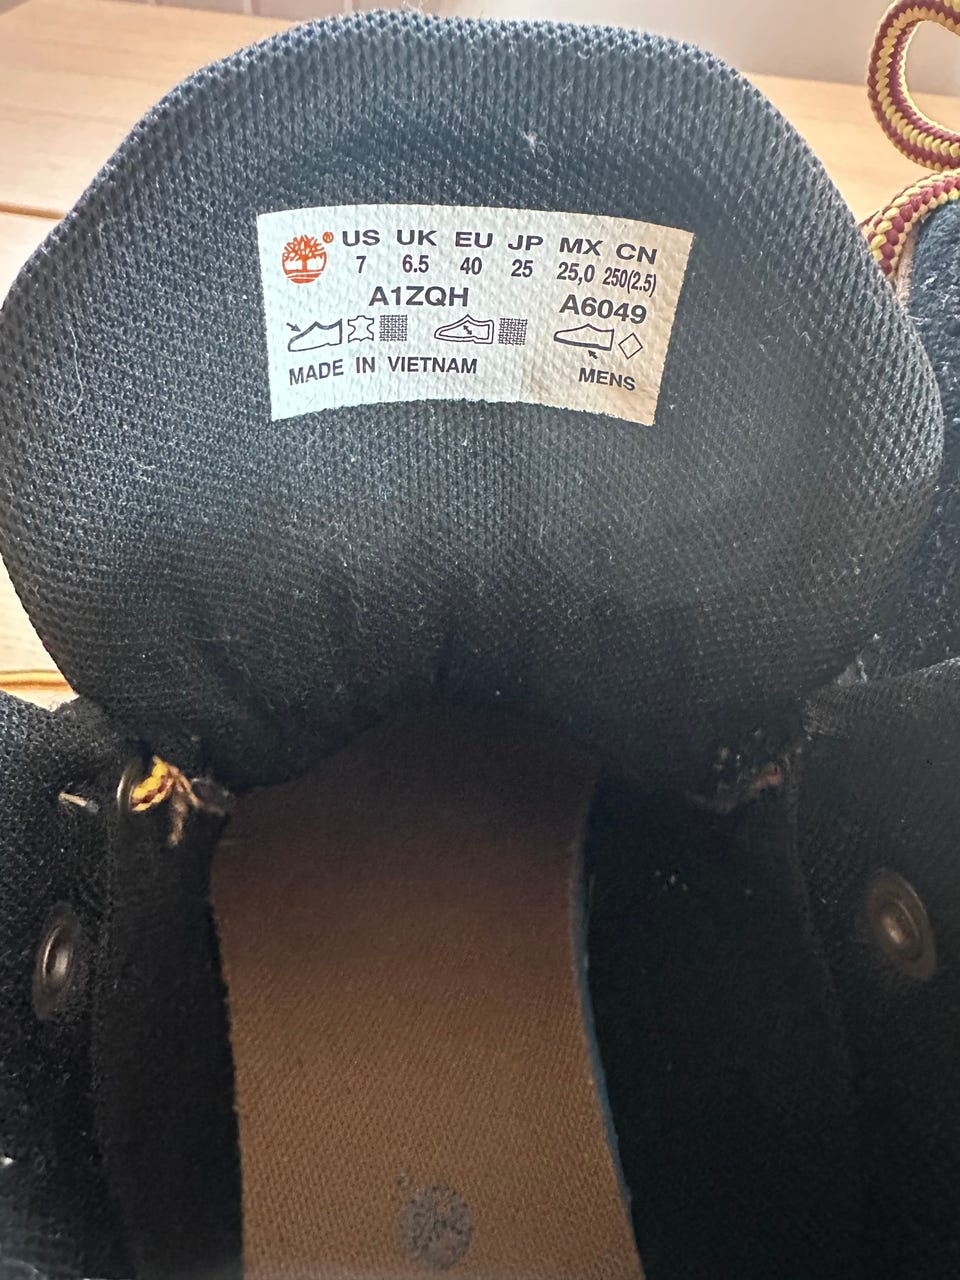 ® US UK EU JP MX CN
7 6.5 40 25 25,0 250(2.5)
A1ZQH A6049
MADE IN VIETNAM MENS